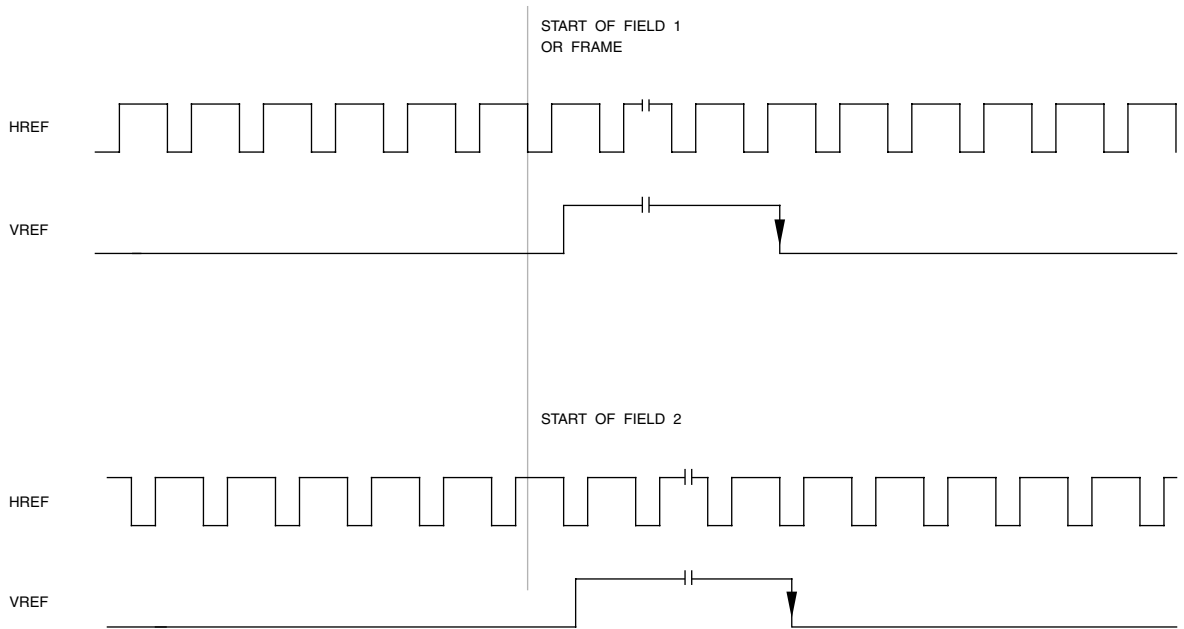 START OF FIELD 1
OR FRAME
HREF
VREF
START OF FIELD 2
HREF
VREF